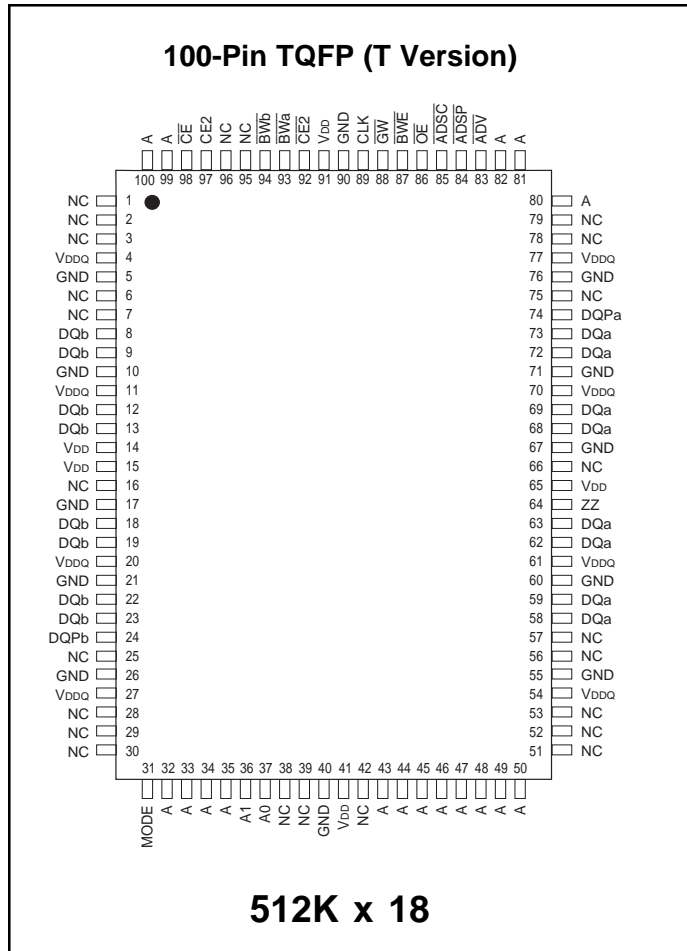 100-Pin TQFP (T Version)
A A CE CE2 NC NC BWb BWa CE2 VDD GND CLK GW BWE OE ADSC ADSP ADV A A
100 99 98 97 96 95 94 93 92 91 90 89 88 87 86 85 84 83 82 81
NC 1 80 A
NC 2 79 NC
NC 3 78 NC
VDDQ 4 77 VDDQ
GND 5 76 GND
NC 6 75 NC
NC 7 74 DQPa
DQb 8 73 DQa
DQb 9 72 DQa
GND 10 71 GND
VDDQ 11 70 VDDQ
DQb 12 69 DQa
DQb 13 68 DQa
VDD 14 67 GND
VDD 15 66 NC
NC 16 65 VDD
GND 17 64 ZZ
DQb 18 63 DQa
DQb 19 62 DQa
VDDQ 20 61 VDDQ
GND 21 60 GND
DQb 22 59 DQa
DQb 23 58 DQa
DQPb 24 57 NC
NC 25 56 NC
GND 26 55 GND
VDDQ 27 54 VDDQ
NC 28 53 NC
NC 29 52 NC
NC 30 51 NC
31 32 33 34 35 36 37 38 39 40 41 42 43 44 45 46 47 48 49 50
MODE A A A A A1 A0 NC NC GND VDD NC A A A A A A A A
512K x 18